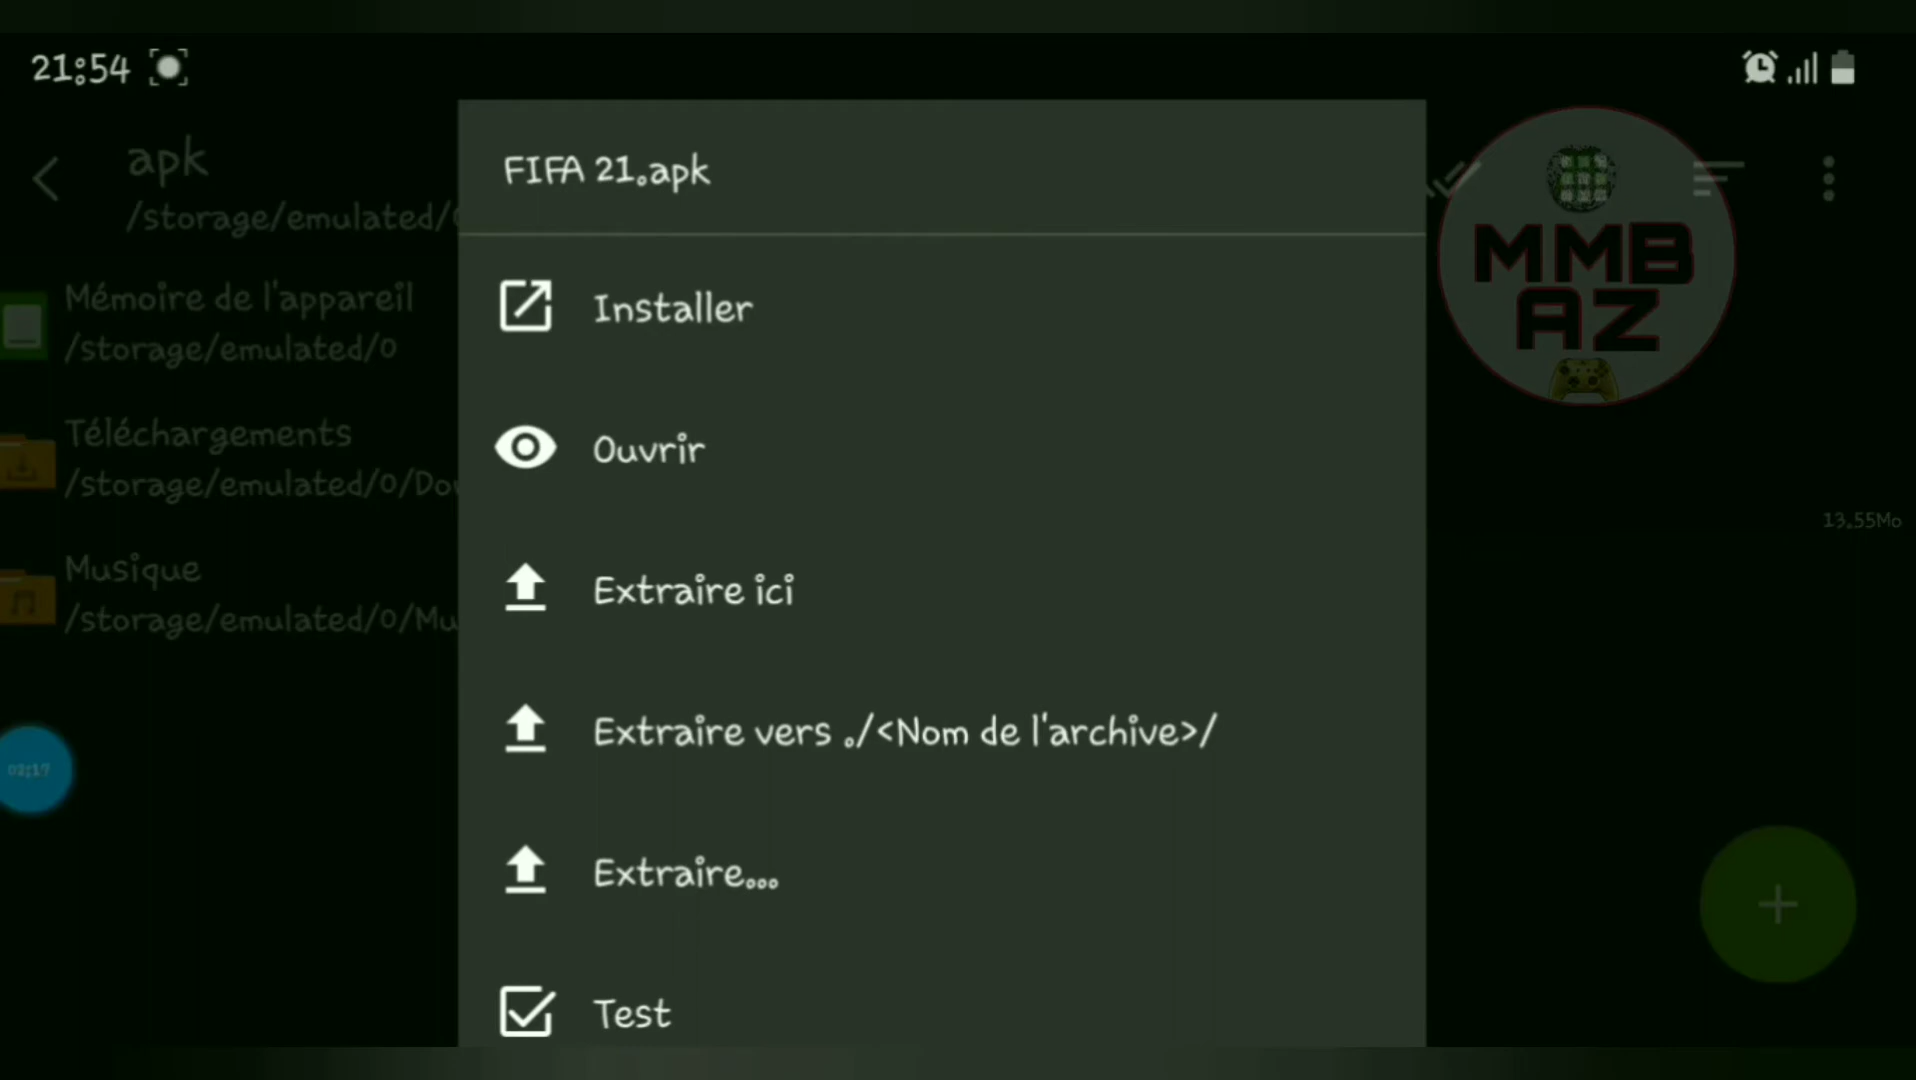 21:54
apk
/storage/emulated/
FIFA 21.apk
MMB
AZ
Mémoire de l'appareil
/storage/emulated/0
Installer
Téléchargements
/storage/emulated/0/Do
Ouvrir
13.55Mo
Musique
/storage/emulated/0/Mu
Extraire ici
Extraire vers ./<Nom de l'archive>/
02:17
Extraire...
Test